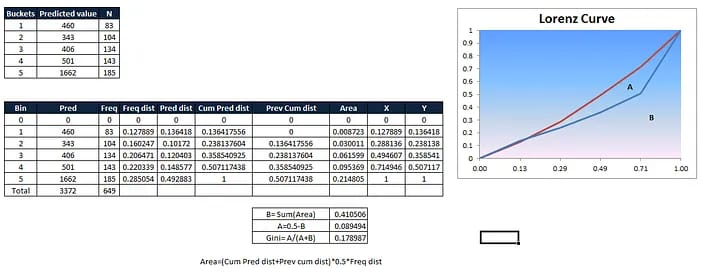 Buckets Predicted value N
1 460 83
2 343 104
3 406 134
4 501 143
5 1662 185
Lorenz Curve
1
0.9
0.8
0.7
0.6
0.5
0.4
0.3
0.2
0.1
0
A
B
0.00 0.13 0.29 0.49 0.71 1.00
Bin Pred Freq Freq dist Pred dist Cum Pred dist Prev Cum dist Area X Y
0 0 0 0 0 0 0 0 0 0
1 460 83 0.127889 0.136418 0.136417556 0 0.008723 0.127889 0.136418
2 343 104 0.160247 0.10172 0.238137604 0.136417556 0.030011 0.288136 0.238138
3 406 134 0.206471 0.120403 0.358540925 0.238137604 0.061599 0.494607 0.358541
4 501 143 0.220339 0.148577 0.507117438 0.358540925 0.095369 0.714946 0.507117
5 1662 185 0.285054 0.492883 1 0.507117438 0.214805 1 1
Total 3372 649
B= Sum(Area) 0.410506
A=0.5-B 0.089494
Gini= A/(A+B) 0.178987
Area=(Cum Pred dist+Prev cum dist)*0.5*Freq dist